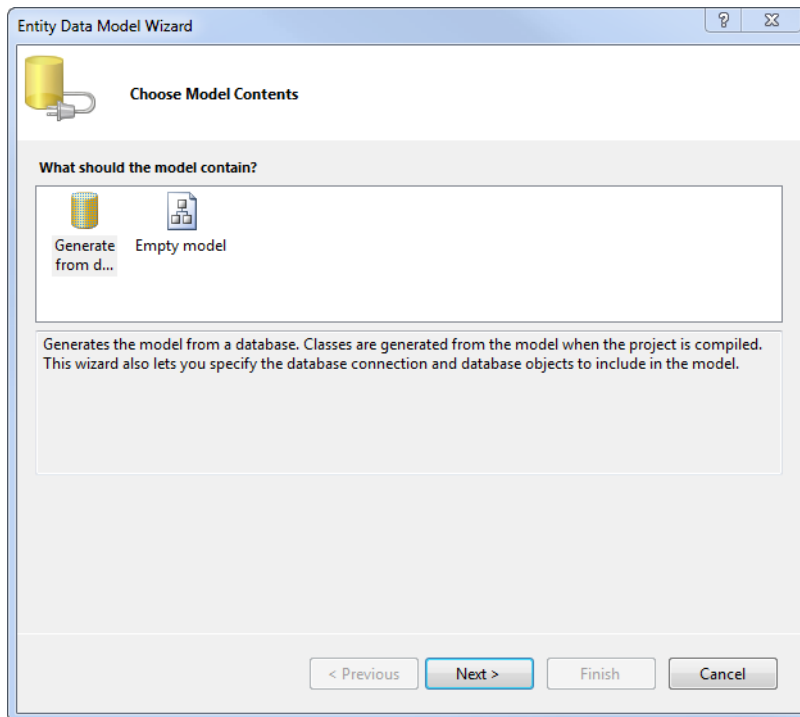 Entity Data Model Wizard
Choose Model Contents
What should the model contain?
Generate
from d...
Empty model
Generates the model from a database. Classes are generated from the model when the project is compiled.
This wizard also lets you specify the database connection and database objects to include in the model.
< Previous
Next >
Finish
Cancel